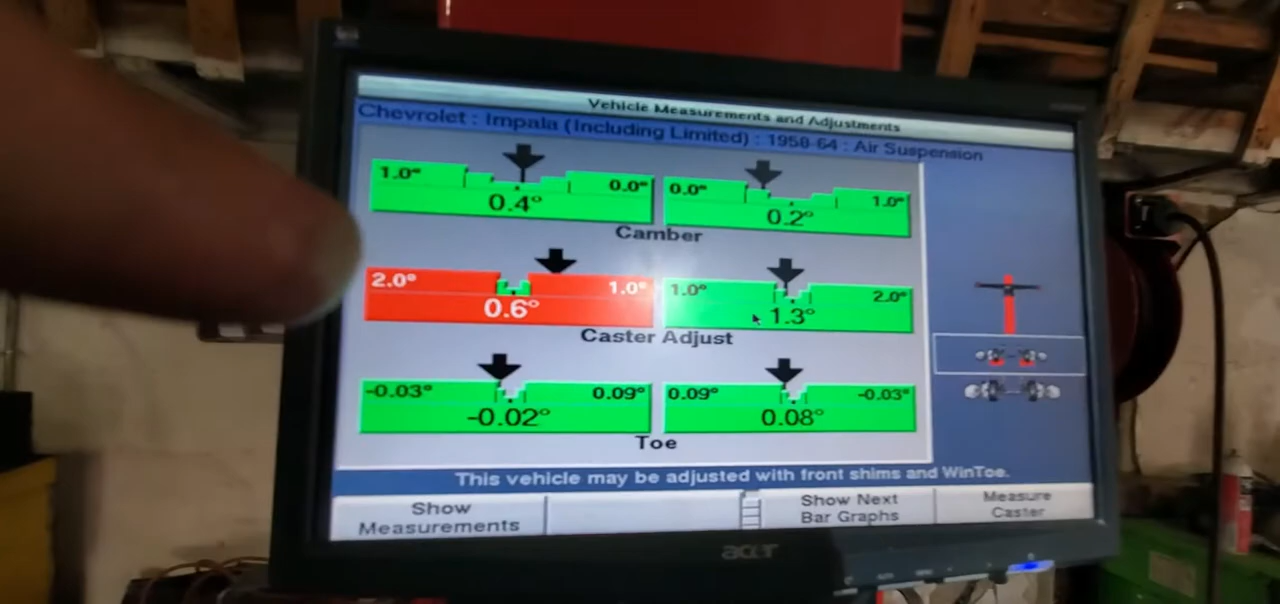 Vehicle Measurements and Adjustments
Chevrolet : Impala (Including Limited) : 1958-64 : Air Suspension
1.0° 0.0° 0.0° 1.0°
0.4° 0.2°
Camber
2.0° 1.0° 1.0° 2.0°
0.6° 1.3°
Caster Adjust
-0.03° 0.09° 0.09° -0.03°
-0.02° 0.08°
Toe
This vehicle may be adjusted with front shims and WinToe.
Show Measurements
Show Next Bar Graphs
Measure Caster
acer